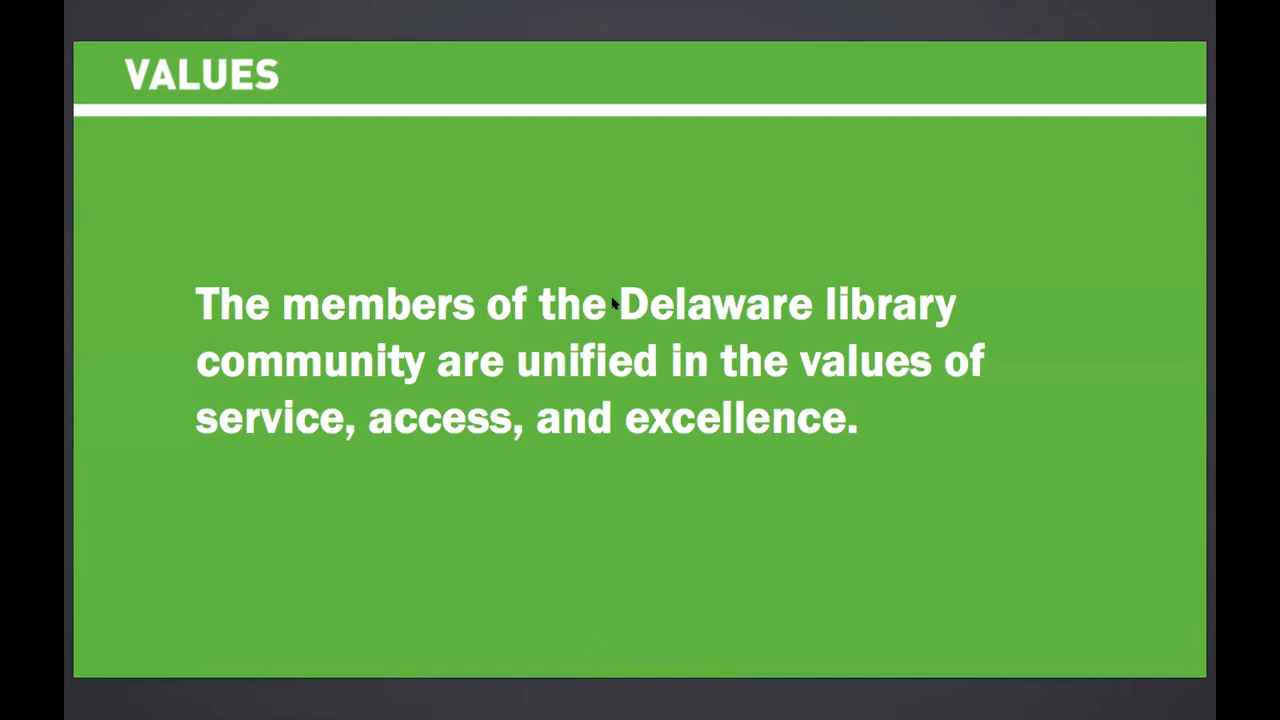 VALUES
The members of the Delaware library
community are unified in the values of
service, access, and excellence.